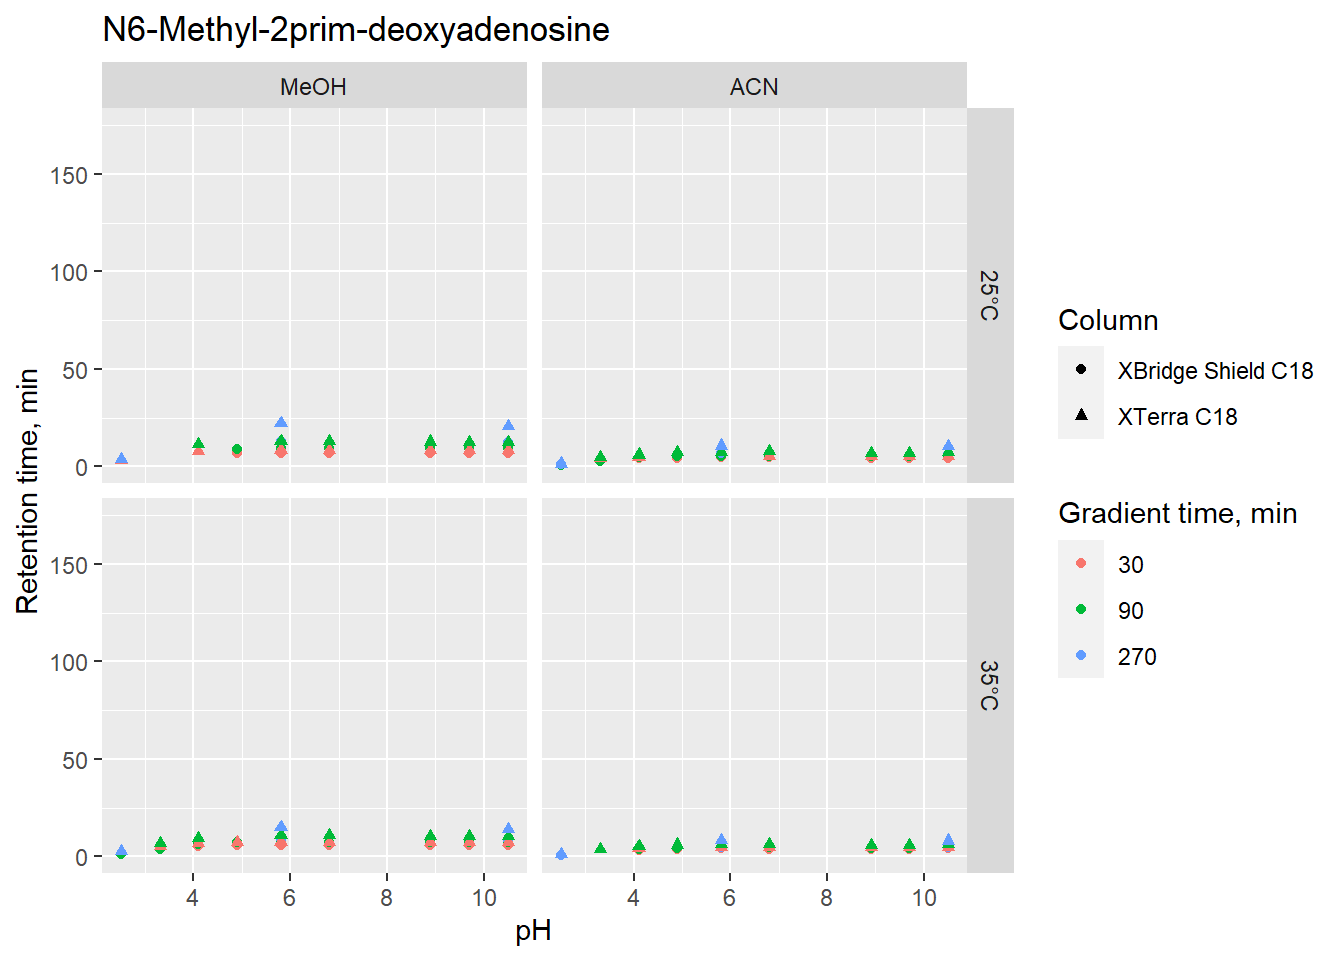 N6-Methyl-2prim-deoxyadenosine
MeOH
ACN
150
100
50
0
25°C
150
100
50
0
35°C
4
6
8
10
4
6
8
10
pH
Retention time, min
Column
XBridge Shield C18
XTerra C18
Gradient time, min
30
90
270